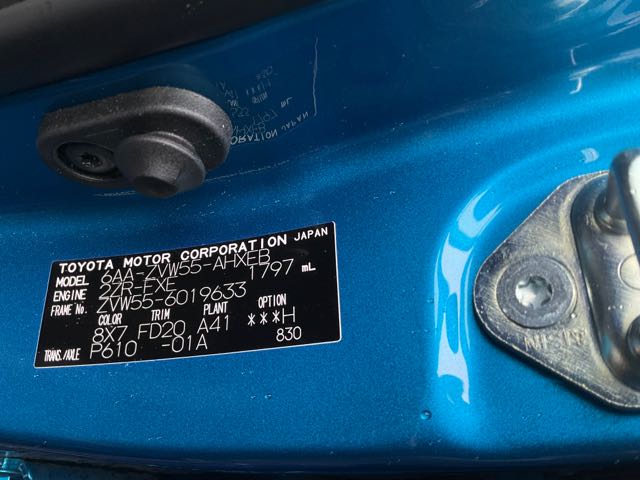 TOYOTA MOTOR CORPORATION JAPAN
MODEL 6AA-ZVW55-AHXEB
ENGINE 2ZR-FXE 1797 mL
FRAME No. ZVW55-6019633
COLOR TRIM PLANT OPTION
8X7 FD20 A41 ***H
TRANS./AXLE P610 -01A 830